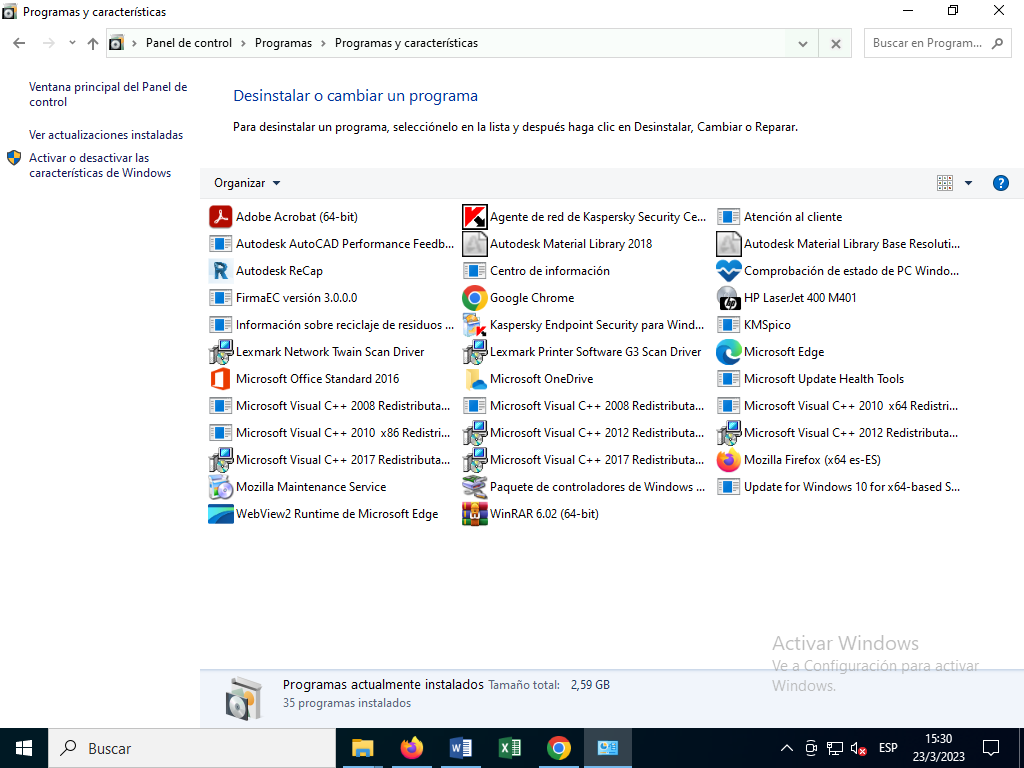 Programas y características
Panel de control > Programas > Programas y características
Buscar en Program...
Ventana principal del Panel de
control
Ver actualizaciones instaladas
Activar o desactivar las
características de Windows
Desinstalar o cambiar un programa
Para desinstalar un programa, selecciónelo en la lista y después haga clic en Desinstalar, Cambiar o Reparar.
Organizar
Adobe Acrobat (64-bit)
Agente de red de Kaspersky Security Ce...
Atención al cliente
Autodesk AutoCAD Performance Feedb...
Autodesk Material Library 2018
Autodesk Material Library Base Resoluti...
Autodesk ReCap
Centro de información
Comprobación de estado de PC Windo...
FirmaEC versión 3.0.0.0
Google Chrome
HP LaserJet 400 M401
Información sobre reciclaje de residuos ...
Kaspersky Endpoint Security para Wind...
KMSpico
Lexmark Network Twain Scan Driver
Lexmark Printer Software G3 Scan Driver
Microsoft Edge
Microsoft Office Standard 2016
Microsoft OneDrive
Microsoft Update Health Tools
Microsoft Visual C++ 2008 Redistributa...
Microsoft Visual C++ 2008 Redistributa...
Microsoft Visual C++ 2010  x64 Redistri...
Microsoft Visual C++ 2010  x86 Redistri...
Microsoft Visual C++ 2012 Redistributa...
Microsoft Visual C++ 2012 Redistributa...
Microsoft Visual C++ 2017 Redistributa...
Microsoft Visual C++ 2017 Redistributa...
Mozilla Firefox (x64 es-ES)
Mozilla Maintenance Service
Paquete de controladores de Windows ...
Update for Windows 10 for x64-based S...
WebView2 Runtime de Microsoft Edge
WinRAR 6.02 (64-bit)
Activar Windows
Ve a Configuración para activar
Windows.
Programas actualmente instalados Tamaño total: 2,59 GB
35 programas instalados
Buscar
ESP
15:30
23/3/2023